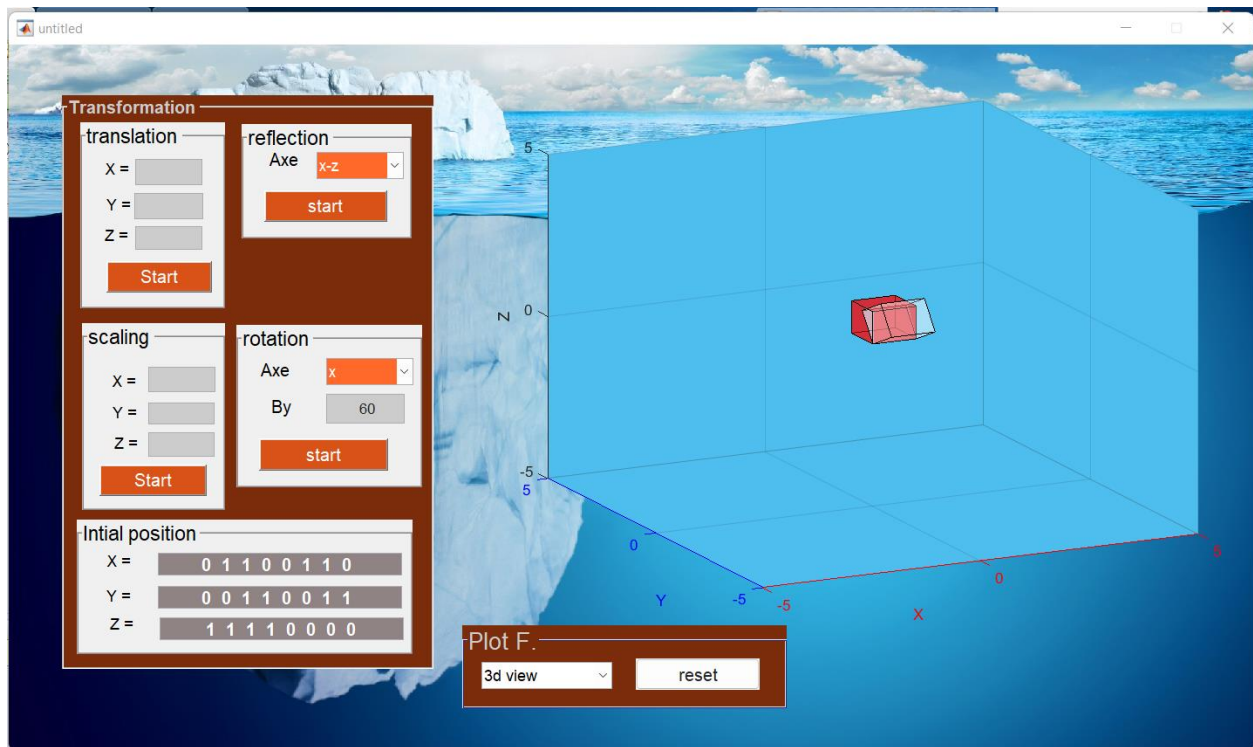 untitled
Transformation
translation
X =
Y =
Z =
Start
reflection
Axe x-z
start
scaling
X =
Y =
Z =
Start
rotation
Axe x
By 60
start
Intial position
X = 0 1 1 0 0 1 1 0
Y = 0 0 1 1 0 0 1 1
Z = 1 1 1 1 0 0 0 0
5
0
-5
Z
5
0
-5
Y
-5
0
5
X
Plot F.
3d view reset